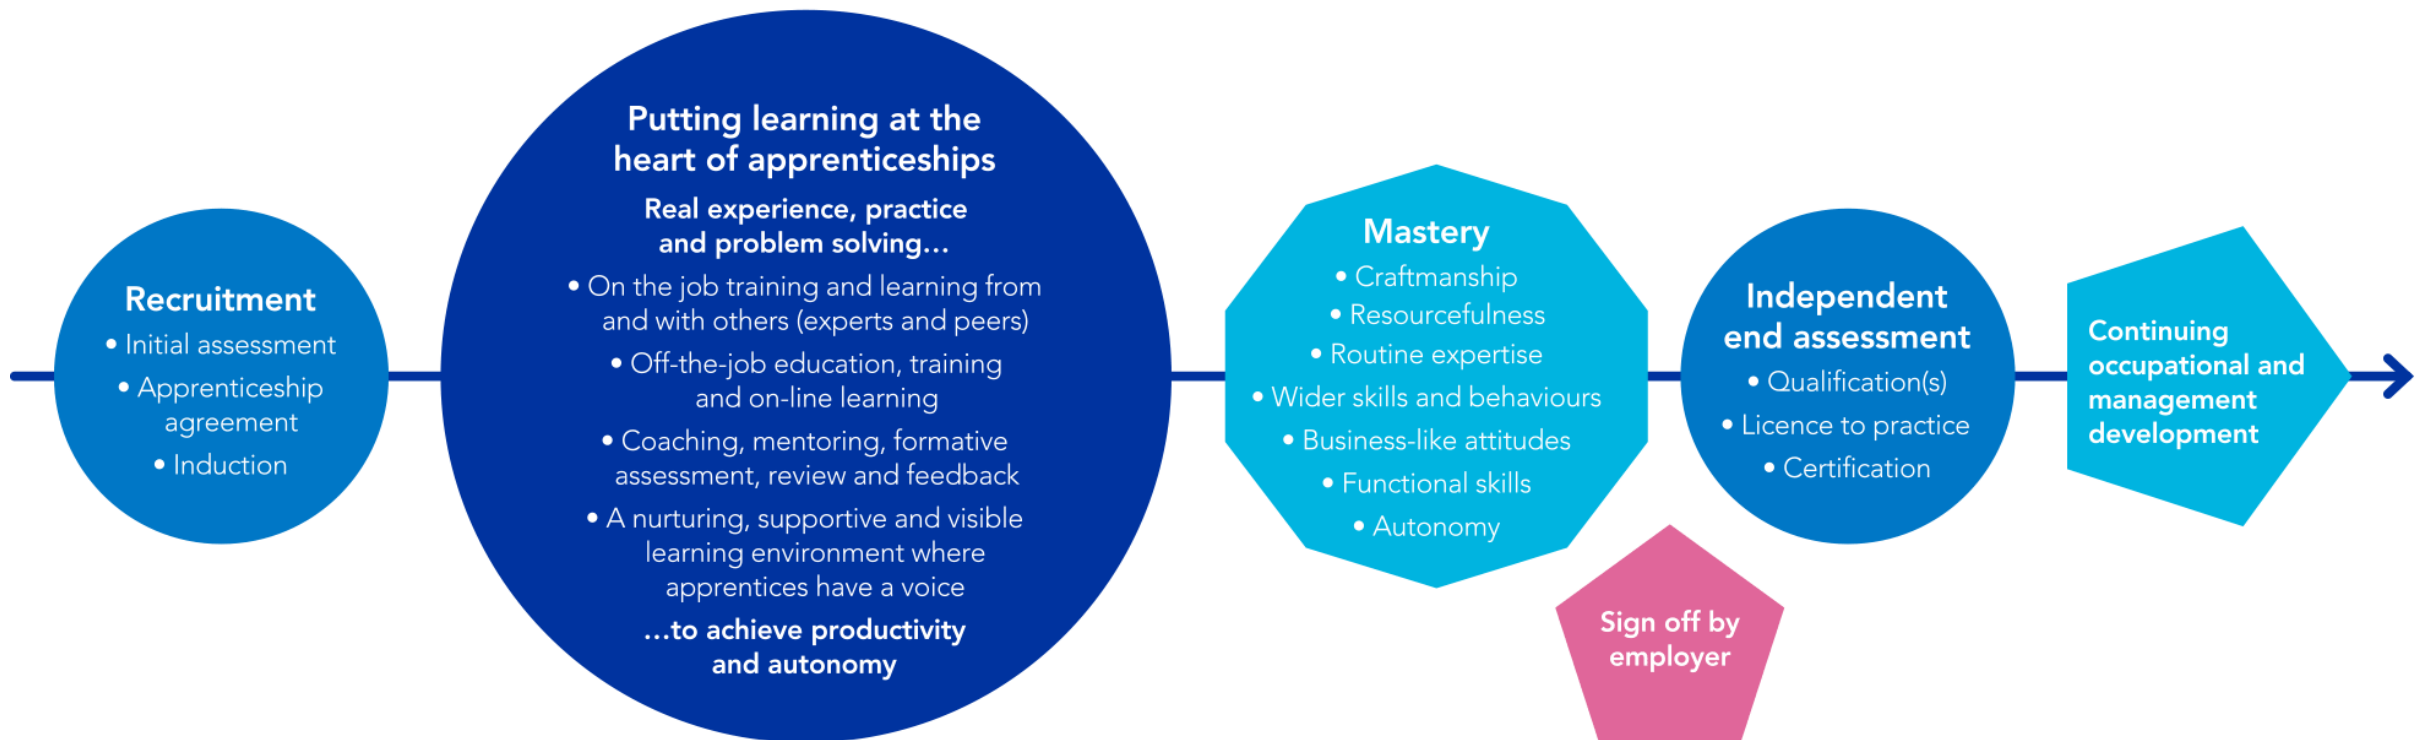 Recruitment
• Initial assessment
• Apprenticeship
agreement
• Induction
Putting learning at the
heart of apprenticeships
Real experience, practice
and problem solving...
• On the job training and learning from
and with others (experts and peers)
• Off-the-job education, training
and on-line learning
• Coaching, mentoring, formative
assessment, review and feedback
• A nurturing, supportive and visible
learning environment where
apprentices have a voice
...to achieve productivity
and autonomy
Mastery
• Craftmanship
• Resourcefulness
• Routine expertise
• Wider skills and behaviours
• Business-like attitudes
• Functional skills
• Autonomy
Sign off by
employer
Independent
end assessment
• Qualification(s)
• Licence to practice
• Certification
Continuing
occupational and
management
development